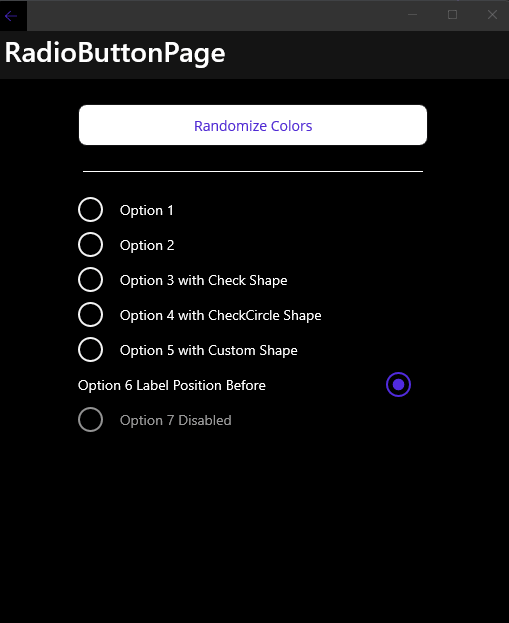 RadioButtonPage
Randomize Colors
Option 1
Option 2
Option 3 with Check Shape
Option 4 with CheckCircle Shape
Option 5 with Custom Shape
Option 6 Label Position Before
Option 7 Disabled